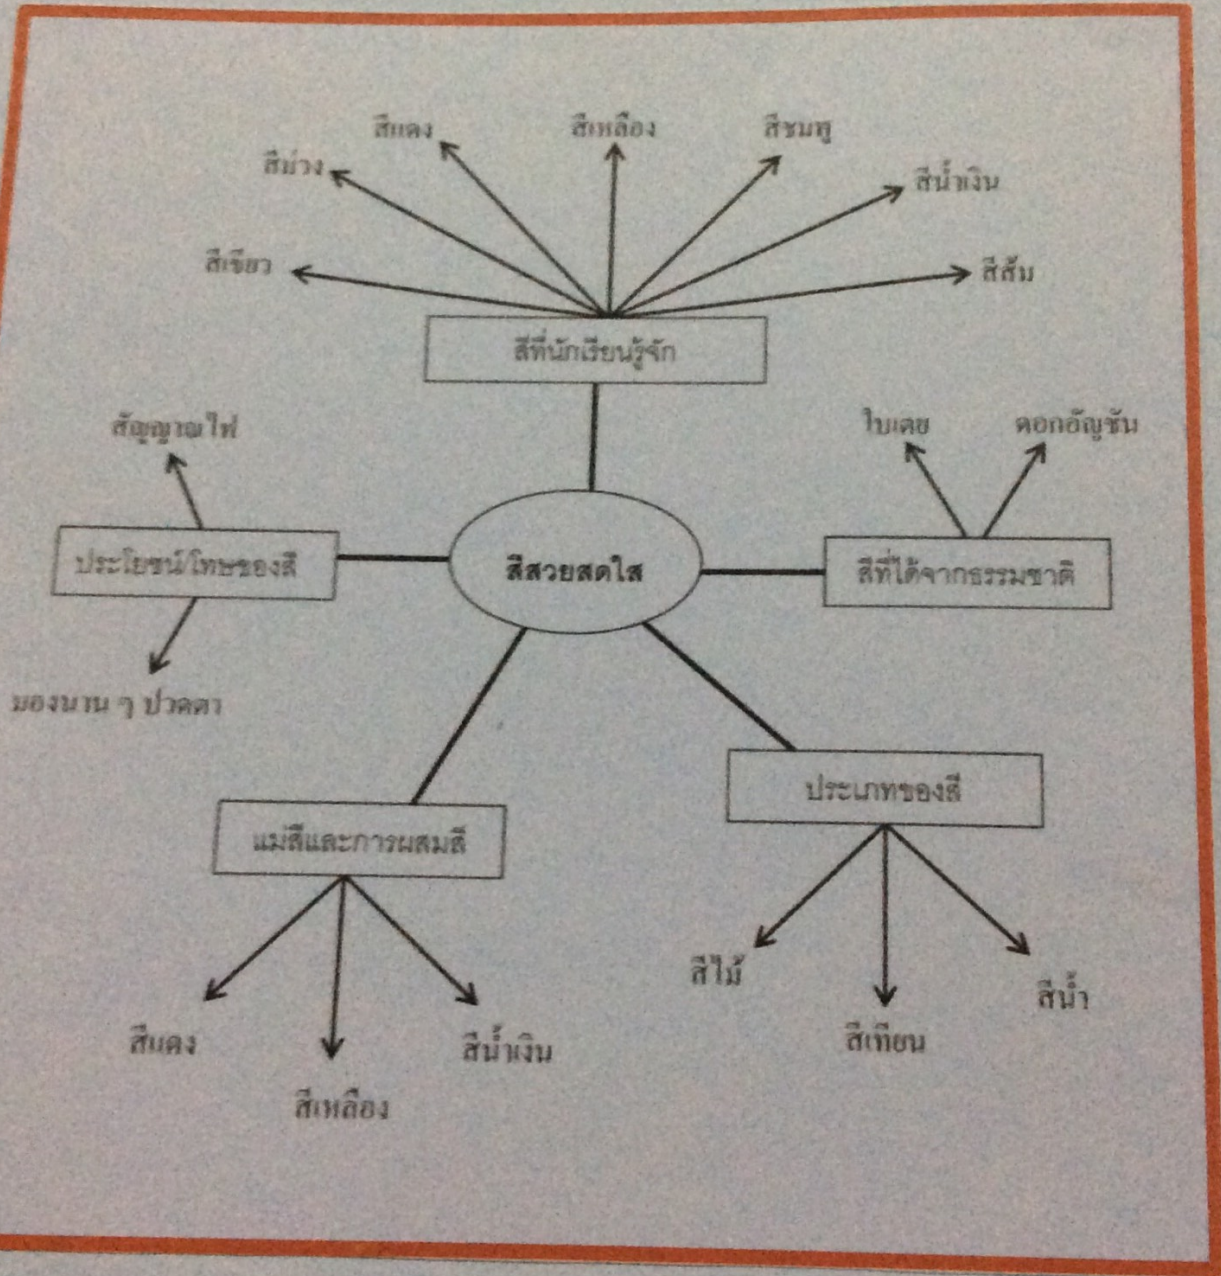 สีแดง
สีเหลือง
สีชมพู
สีม่วง
สีน้ำเงิน
สีเขียว
สีส้ม
สีที่นักเรียนรู้จัก
สัญญาณไฟ
ใบเตย
ดอกอัญชัน
ประโยชน์/โทษของสี
สีสวยสดใส
สีที่ได้จากธรรมชาติ
มองนาน ๆ ปวดตา
แม่สีและการผสมสี
ประเภทของสี
สีแดง
สีเหลือง
สีน้ำเงิน
สีไม้
สีเทียน
สีน้ำ